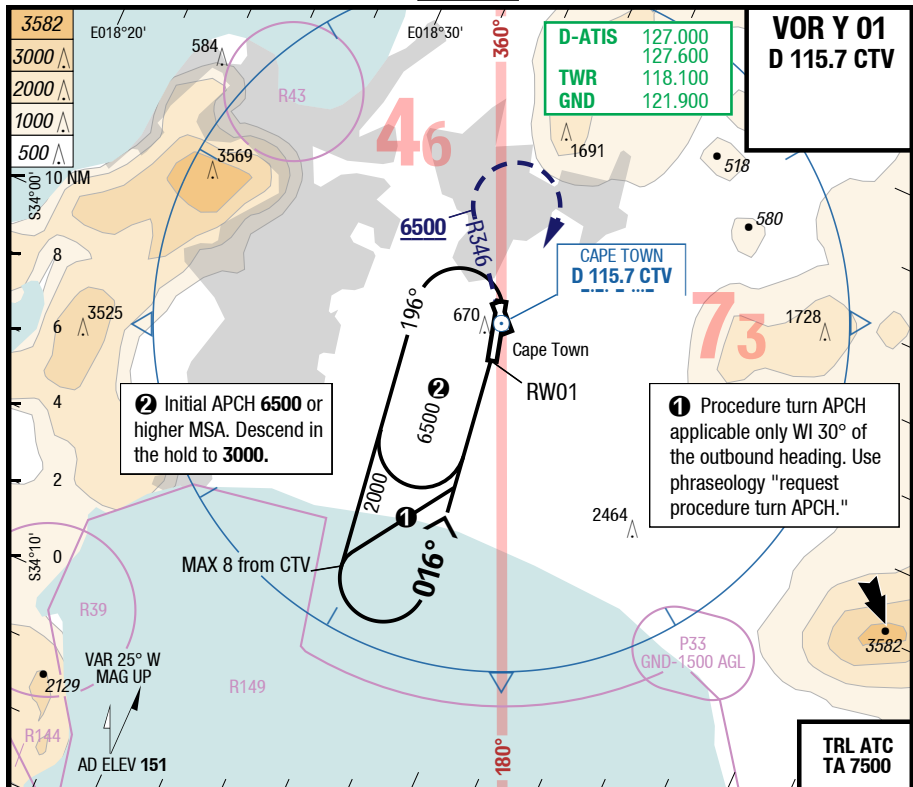 3582
3000
2000
1000
500
E018°20'
584
R43
E018°30'
360°
D-ATIS 127.000
127.600
TWR 118.100
GND 121.900
VOR Y 01
D 115.7 CTV
46
3569
1691
518
S34°00'
10 NM
6500
R346
580
8
CAPE TOWN
D 115.7 CTV
196°
3525
6
670
73
1728
Cape Town
RW01
4
❷ Initial APCH 6500 or
higher MSA. Descend in
the hold to 3000.
❷
6500
❶ Procedure turn APCH
applicable only WI 30° of
the outbound heading. Use
phraseology "request
procedure turn APCH."
2
2000
❶
2464
S34°10'
0
MAX 8 from CTV
016°
R39
P33
GND-1500 AGL
3582
VAR 25° W
MAG UP
2129
R149
R144
AD ELEV 151
180°
TRL ATC
TA 7500